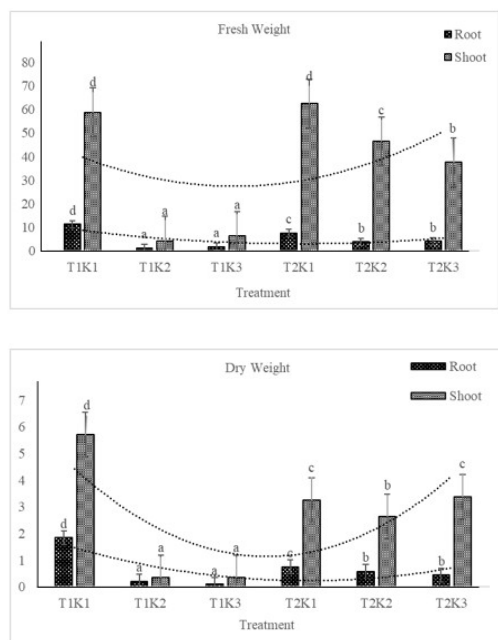 Fresh Weight
Root
Shoot
80
70
60
50
40
30
20
10
0
d
d
a
a
a
a
c
d
b
c
b
b
T1K1 T1K2 T1K3 T2K1 T2K2 T2K3
Treatment
Dry Weight
Root
Shoot
7
6
5
4
3
2
1
0
d
d
a
a
a
a
c
c
b
b
b
c
T1K1 T1K2 T1K3 T2K1 T2K2 T2K3
Treatment